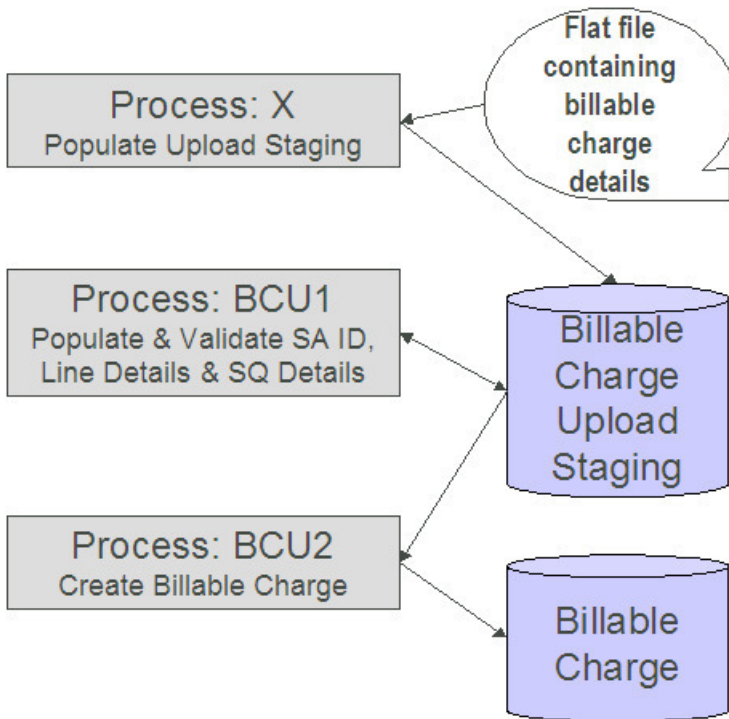 Flat file
containing
billable
charge
details
Process: X
Populate Upload Staging
Process: BCU1
Populate & Validate SA ID,
Line Details & SQ Details
Billable
Charge
Upload
Staging
Process: BCU2
Create Billable Charge
Billable
Charge